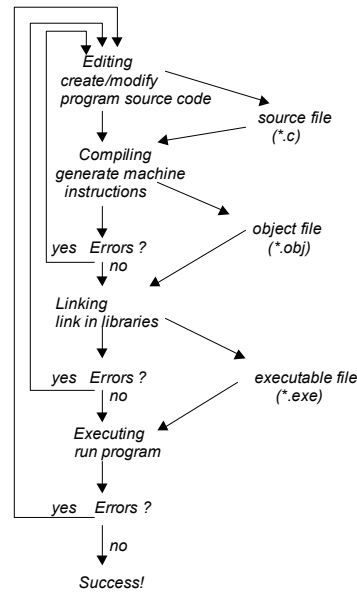 Editing
create/modify
program source code
source file
(*.c)
Compiling
generate machine
instructions
object file
(*.obj)
yes Errors ?
no
Linking
link in libraries
executable file
(*.exe)
yes Errors ?
no
Executing
run program
yes Errors ?
no
Success!